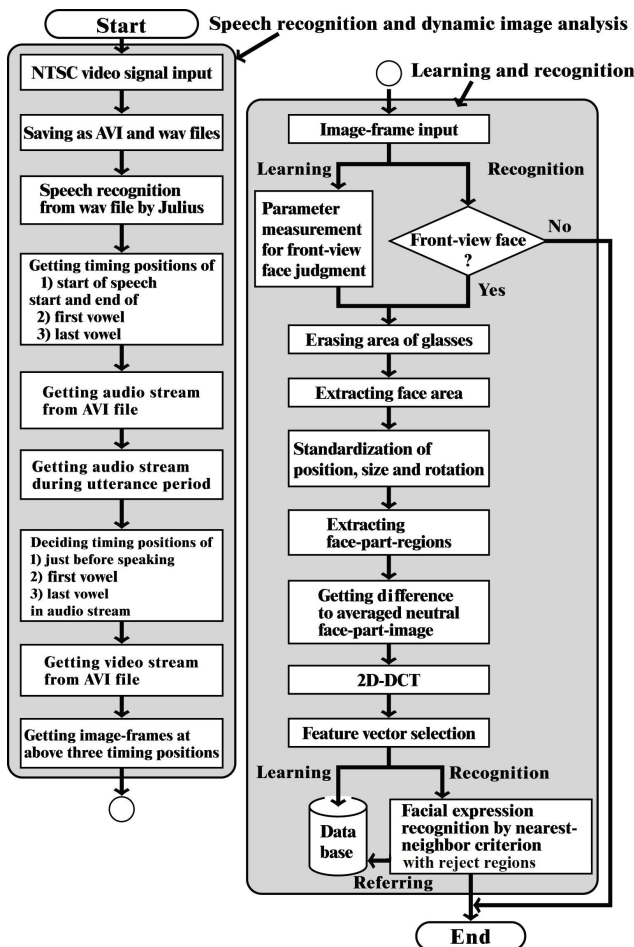 Start
Speech recognition and dynamic image analysis
NTSC video signal input
Saving as AVI and wav files
Speech recognition
from wav file by Julius
Getting timing positions of
1) start of speech
start and end of
2) first vowel
3) last vowel
Getting audio stream
from AVI file
Getting audio stream
during utterance period
Deciding timing positions of
1) just before speaking
2) first vowel
3) last vowel
in audio stream
Getting video stream
from AVI file
Getting image-frames at
above three timing positions
Learning and recognition
Image-frame input
Learning
Recognition
Parameter
measurement
for front-view
face judgment
Front-view face
?
No
Yes
Erasing area of glasses
Extracting face area
Standardization of
position, size and rotation
Extracting
face-part-regions
Getting difference
to averaged neutral
face-part-image
2D-DCT
Feature vector selection
Learning
Recognition
Data
base
Facial expression
recognition by nearest-
neighbor criterion
with reject regions
Referring
End